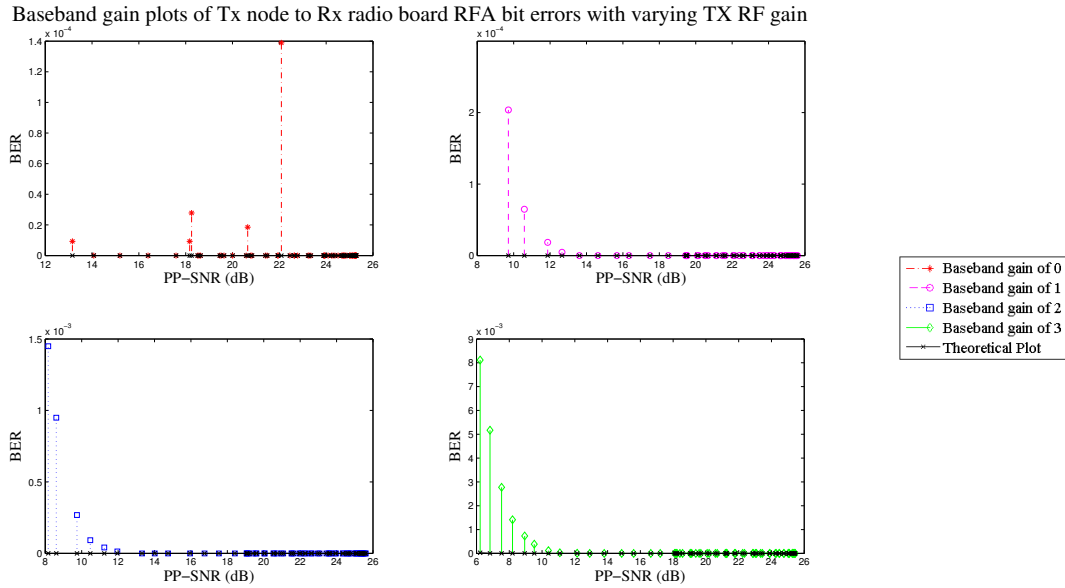 Baseband gain plots of Tx node to Rx radio board RFA bit errors with varying TX RF gain
x 10⁻⁴
1.4
1.2
1
0.8
0.6
0.4
0.2
0
12 14 16 18 20 22 24 26
BER
PP−SNR (dB)
x 10⁻⁴
2
1
0
8 10 12 14 16 18 20 22 24 26
BER
PP−SNR (dB)
Baseband gain of 0
Baseband gain of 1
Baseband gain of 2
Baseband gain of 3
Theoretical Plot
x 10⁻³
1.5
1
0.5
0
8 10 12 14 16 18 20 22 24 26
BER
PP−SNR (dB)
x 10⁻³
9
8
7
6
5
4
3
2
1
0
6 8 10 12 14 16 18 20 22 24 26
BER
PP−SNR (dB)